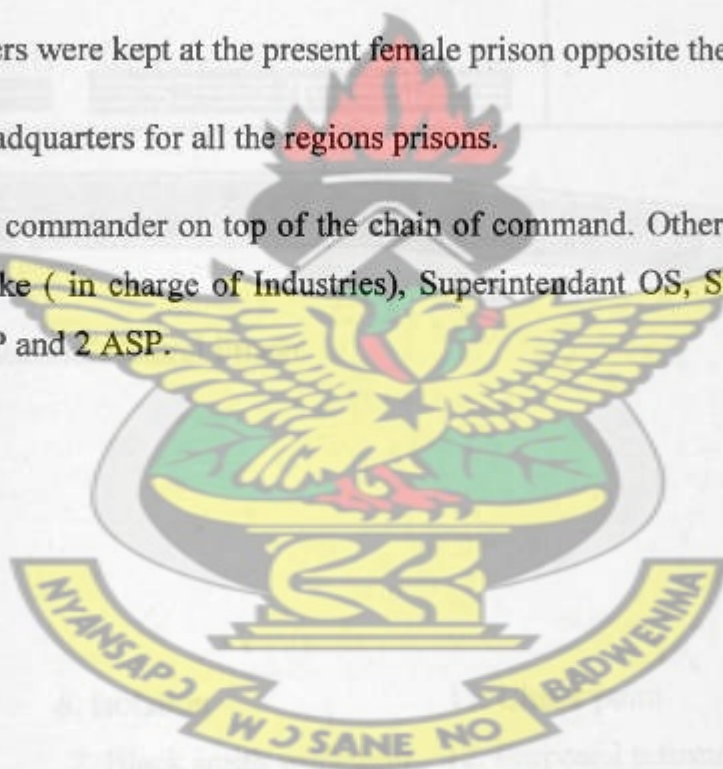 ers were kept at the present female prison opposite the
adquarters for all the regions prisons.
commander on top of the chain of command. Other
ke ( in charge of Industries), Superintendant OS, S
P and 2 ASP.
NYANSAPƆ
WƆSANE NO
BADWENMA